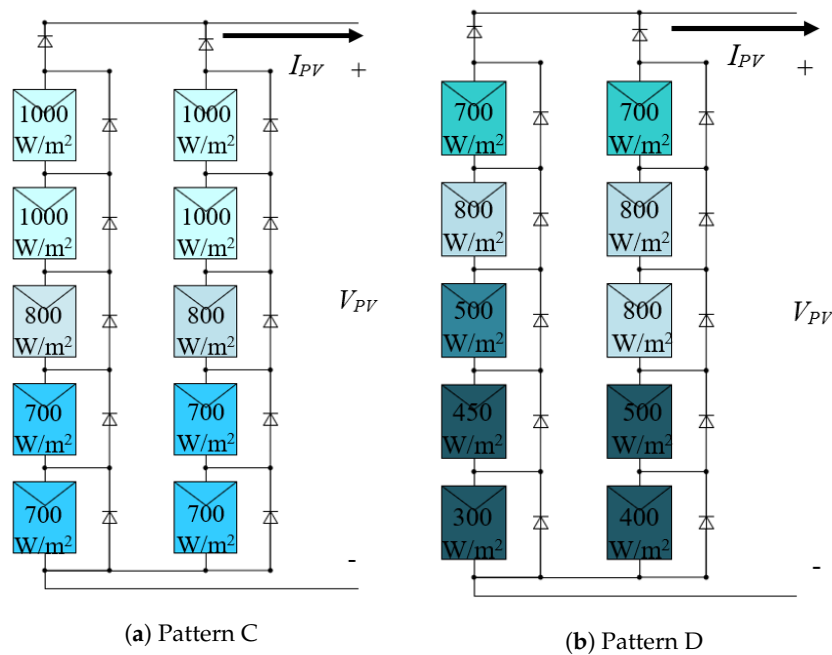 I_PV
+
1000
W/m²
1000
W/m²
1000
W/m²
1000
W/m²
800
W/m²
800
W/m²
V_PV
700
W/m²
700
W/m²
700
W/m²
700
W/m²
-
(a) Pattern C
I_PV
+
700
W/m²
700
W/m²
800
W/m²
800
W/m²
500
W/m²
800
W/m²
V_PV
450
W/m²
500
W/m²
300
W/m²
400
W/m²
-
(b) Pattern D